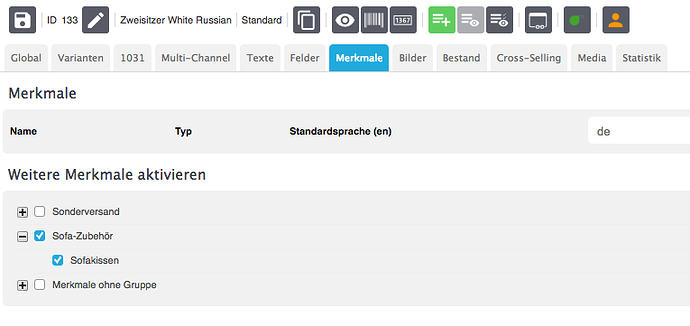 ID 133 Zweisitzer White Russian Standard 1367
Global Varianten 1031 Multi-Channel Texte Felder Merkmale Bilder Bestand Cross-Selling Media Statistik
Merkmale
Name Typ Standardsprache (en) de
Weitere Merkmale aktivieren
Sonderversand
Sofa-Zubehör
Sofakissen
Merkmale ohne Gruppe